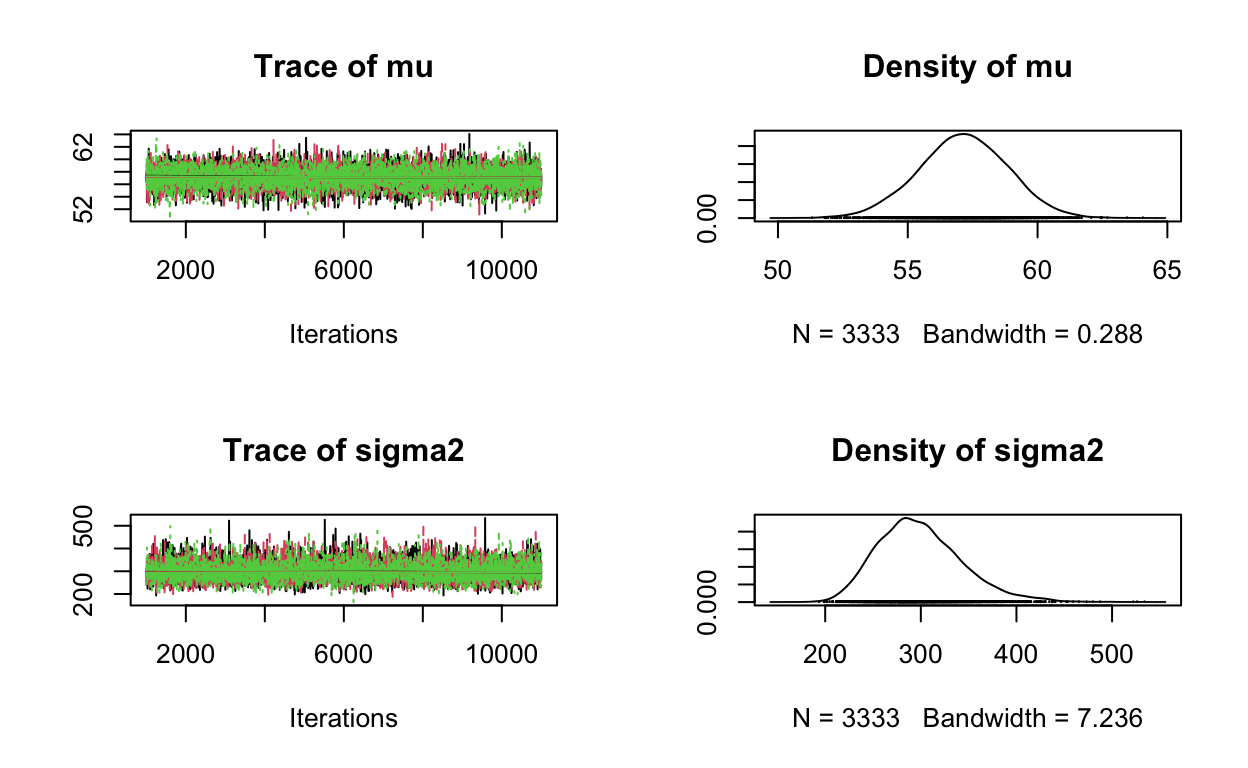 Trace of mu
62
52
2000 6000 10000
Iterations
Density of mu
0.00
50 55 60 65
N = 3333 Bandwidth = 0.288
Trace of sigma2
500
200
2000 6000 10000
Iterations
Density of sigma2
0.000
200 300 400 500
N = 3333 Bandwidth = 7.236